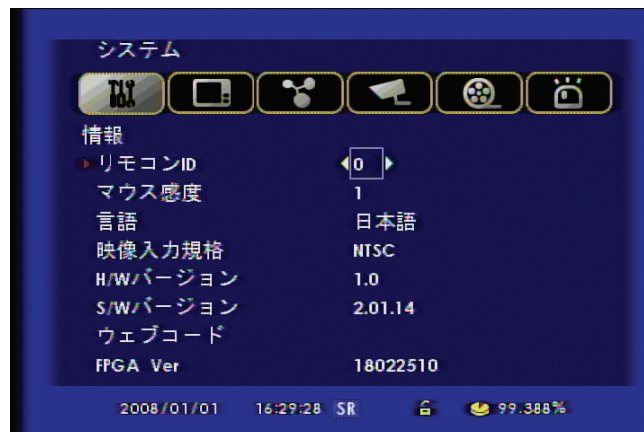 システム
情報
リモコンID 0
マウス感度 1
言語 日本語
映像入力規格 NTSC
H/Wバージョン 1.0
S/Wバージョン 2.01.14
ウェブコード
FPGA Ver 18022510
2008/01/01 16:29:28 SR 99.388%